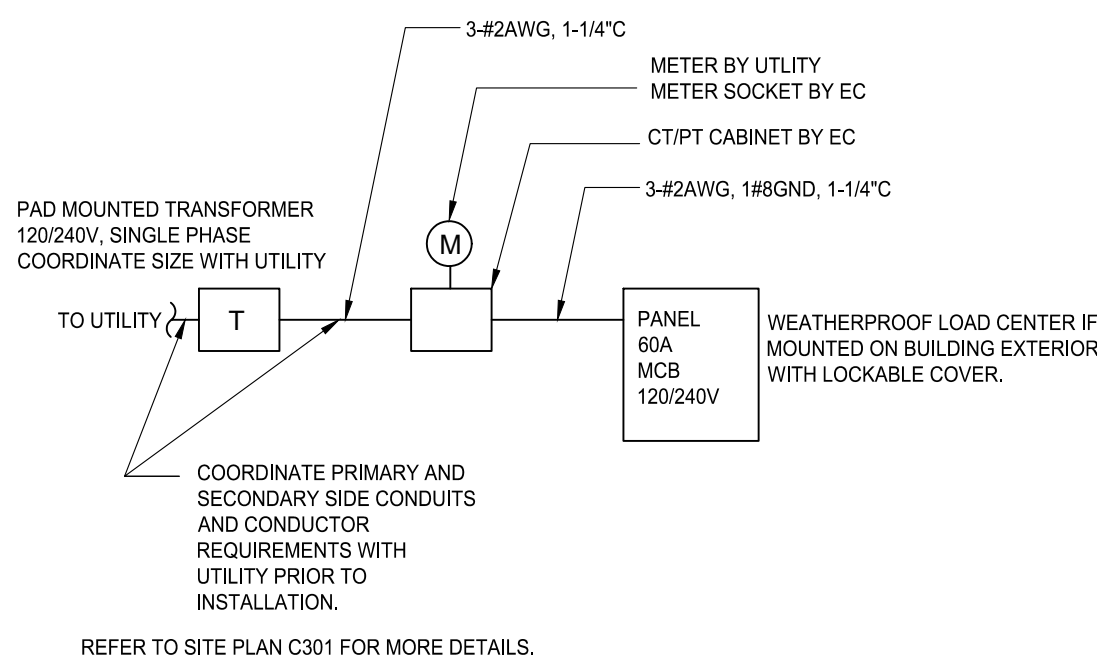 3-#2AWG, 1-1/4"C
METER BY UTLITY
METER SOCKET BY EC
CT/PT CABINET BY EC
3-#2AWG, 1#8GND, 1-1/4"C
PAD MOUNTED TRANSFORMER
120/240V, SINGLE PHASE
COORDINATE SIZE WITH UTILITY
M
TO UTILITY
T
PANEL
60A
MCB
120/240V
WEATHERPROOF LOAD CENTER IF
MOUNTED ON BUILDING EXTERIOR
WITH LOCKABLE COVER.
COORDINATE PRIMARY AND
SECONDARY SIDE CONDUITS
AND CONDUCTOR
REQUIREMENTS WITH
UTILITY PRIOR TO
INSTALLATION.
REFER TO SITE PLAN C301 FOR MORE DETAILS.